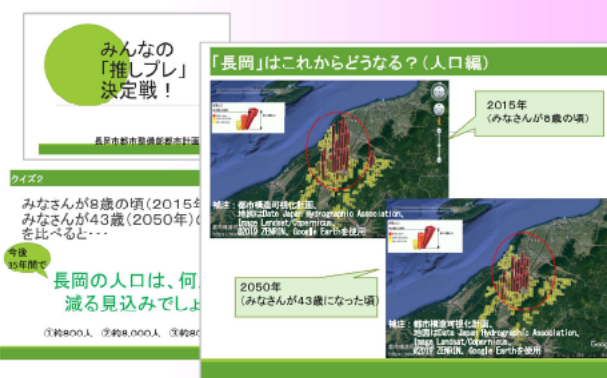 みんなの
「推しプレ」
決定戦！
長岡市都市整備部都市計画
クイズ2
みなさんが8歳の頃(2015年
みなさんが43歳(2050年)の
を比べると・・・
今後
35年間で
長岡の人口は、何
減る見込みでしょ
①約800人 ②約8,000人 ③約80
「長岡」はこれからどうなる？(人口編)
2015年
(みなさんが8歳の頃)
補注：都市構造可視化計画、
地図はData Japan Hydrographic Association,
Image Landsat/Copernicus,
©2019 ZENRIN, Google Earthを使用
2050年
(みなさんが43歳になった頃)
補注：都市構造可視化計画、
地図はData Japan Hydrographic Association,
Image Landsat/Copernicus,
©2019 ZENRIN, Google Earthを使用
Goog